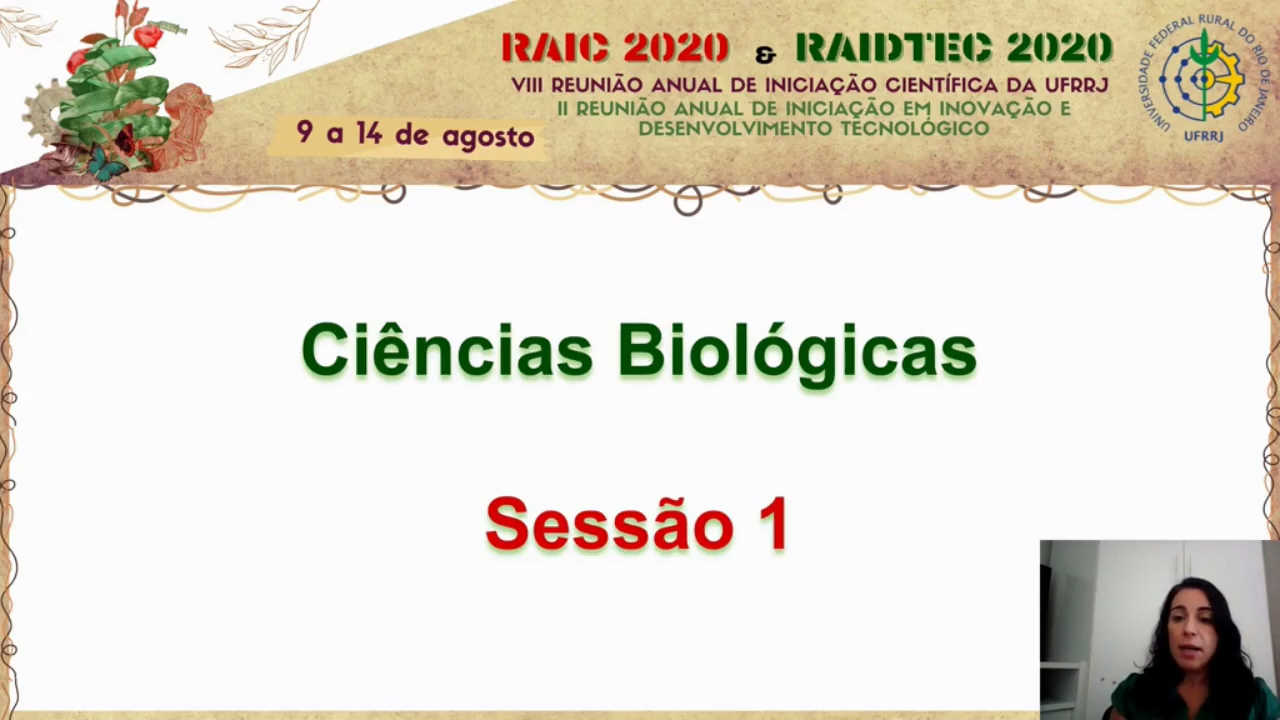 RAIC 2020 & RAIDTEC 2020
VIII REUNIÃO ANUAL DE INICIAÇÃO CIENTÍFICA DA UFRRJ
II REUNIÃO ANUAL DE INICIAÇÃO EM INOVAÇÃO E
DESENVOLVIMENTO TECNOLÓGICO
9 a 14 de agosto
UNIVERSIDADE FEDERAL RURAL DO RIO DE JANEIRO
UFRRJ
Ciências Biológicas
Sessão 1